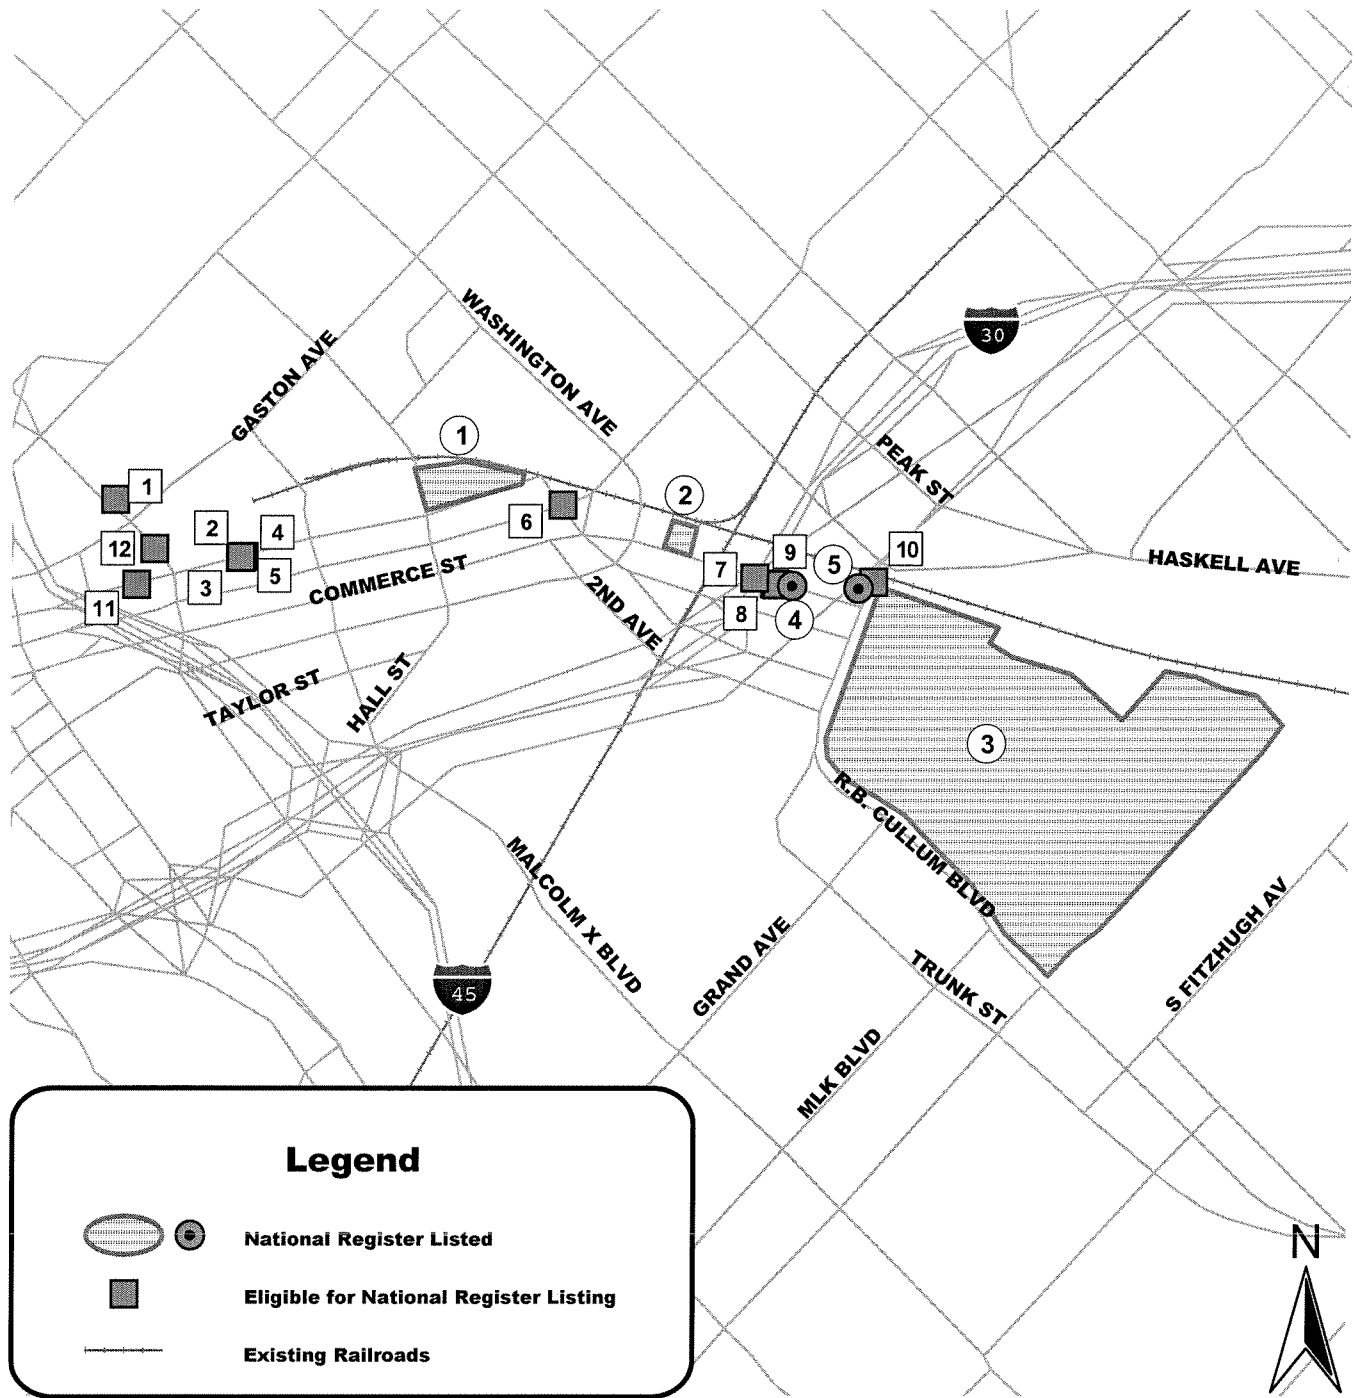 WASHINGTON AVE
GASTON AVE
30
1
PEAK ST
1
2
2
4
6
12
9
10
5
7
HASKELL AVE
3
5
COMMERCE ST
2ND AVE
11
8
4
TAYLOR ST
HALL ST
3
R.B. CULLUM BLVD
MALCOLM X BLVD
GRAND AVE
TRUNK ST
S FITZHUGH AV
45
MLK BLVD
Legend
National Register Listed
Eligible for National Register Listing
Existing Railroads
N